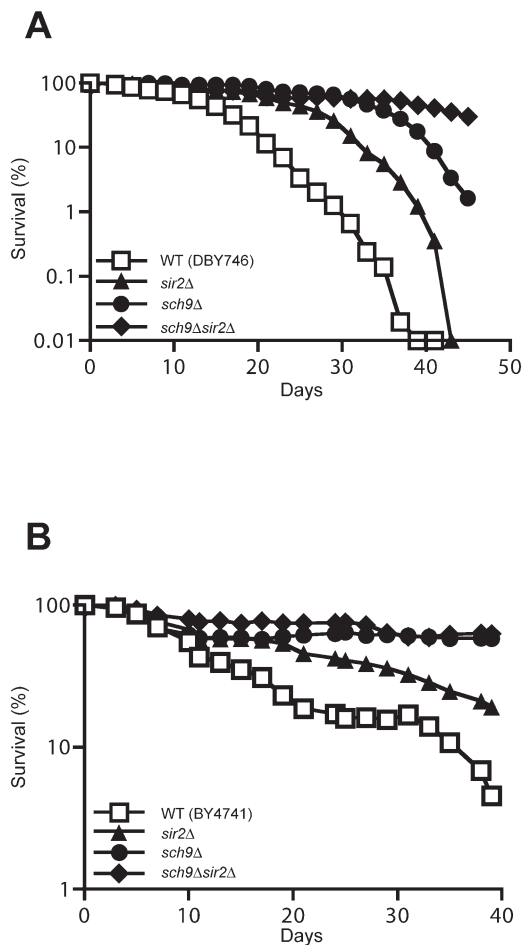 A
100
10
1
0.1
0.01
Survival (%)
WT (DBY746)
sir2Δ
sch9Δ
sch9Δsir2Δ
0 10 20 30 40 50
Days
B
100
10
1
Survival (%)
WT (BY4741)
sir2Δ
sch9Δ
sch9Δsir2Δ
0 10 20 30 40
Days